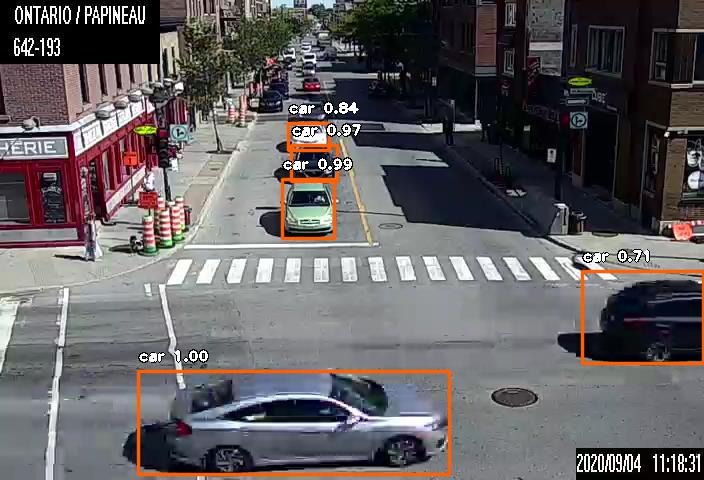 ONTARIO / PAPINEAU
642-193
car 0.84
car 0.97
car 0.99
HÉRIE
car 0.71
car 1.00
2020/09/04 11:18:31